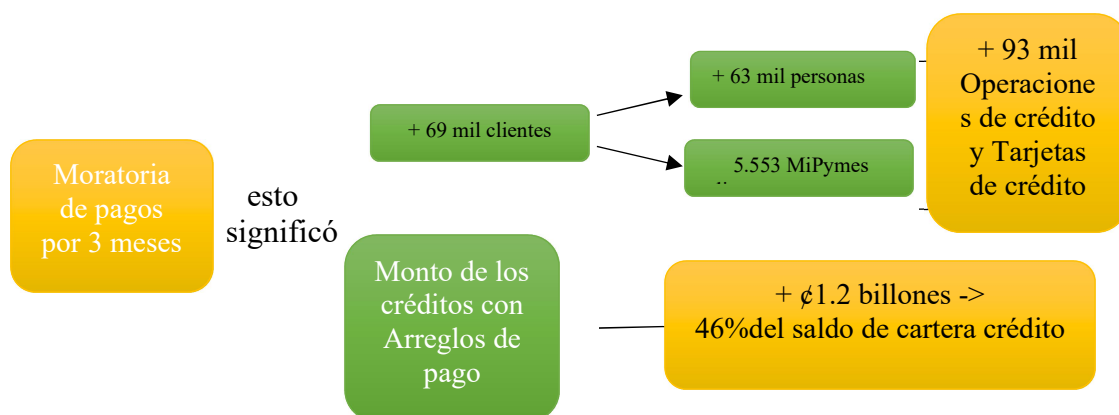 Moratoria
de pagos
por 3 meses
esto
significó
+ 69 mil clientes
+ 63 mil personas
5.553 MiPymes
+ 93 mil
Operacione
s de crédito
y Tarjetas
de crédito
Monto de los
créditos con
Arreglos de
pago
+ ¢1.2 billones ->
46%del saldo de cartera crédito